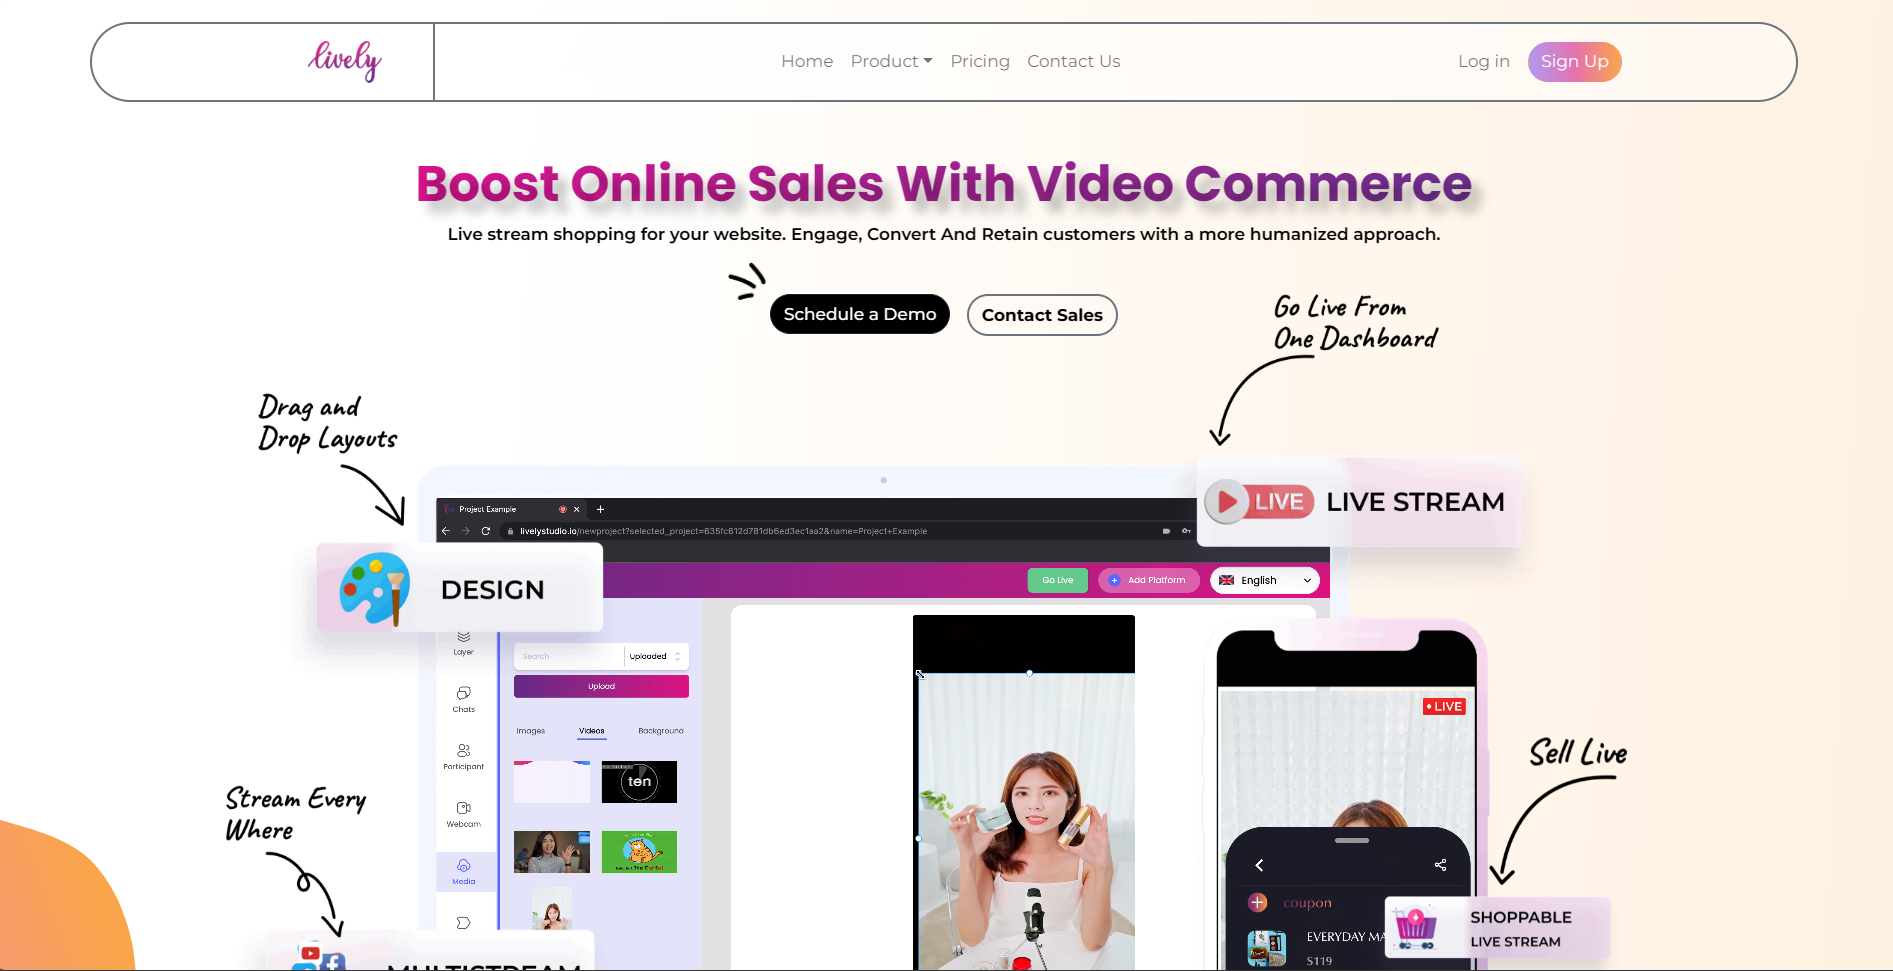 lively
Home Product Pricing Contact Us
Log in Sign Up
Boost Online Sales With Video Commerce
Live stream shopping for your website. Engage, Convert And Retain customers with a more humanized approach.
Schedule a Demo Contact Sales
Go Live From
One Dashboard
Drag and
Drop Layouts
LIVE LIVE STREAM
Project Example
livelystudio.io/newproject?selected_project=635fc612d781db6ed3ec1aa2&name=Project+Example
DESIGN
Go Live Add Platform English
Layer
Search Uploaded
Upload
Chats
Images Videos Background
Participant
ten
Webcam
Media
LIVE
Sell Live
Stream Every
Where
coupon
EVERYDAY MA
$119
SHOPPABLE
LIVE STREAM
MULTISTREAM